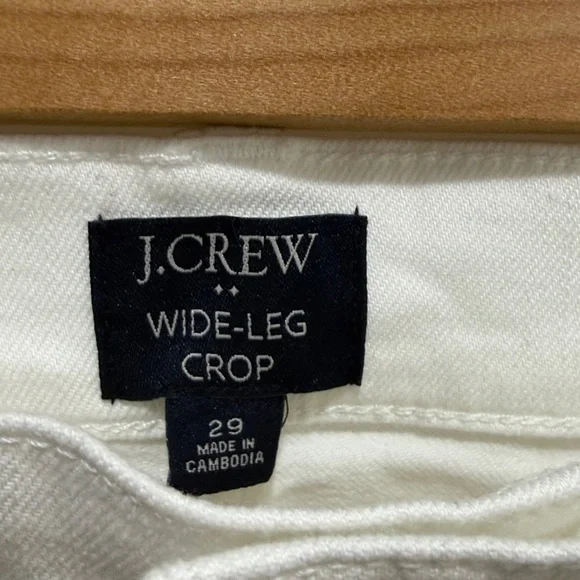 J.CREW
WIDE-LEG
CROP
29
MADE IN
CAMBODIA